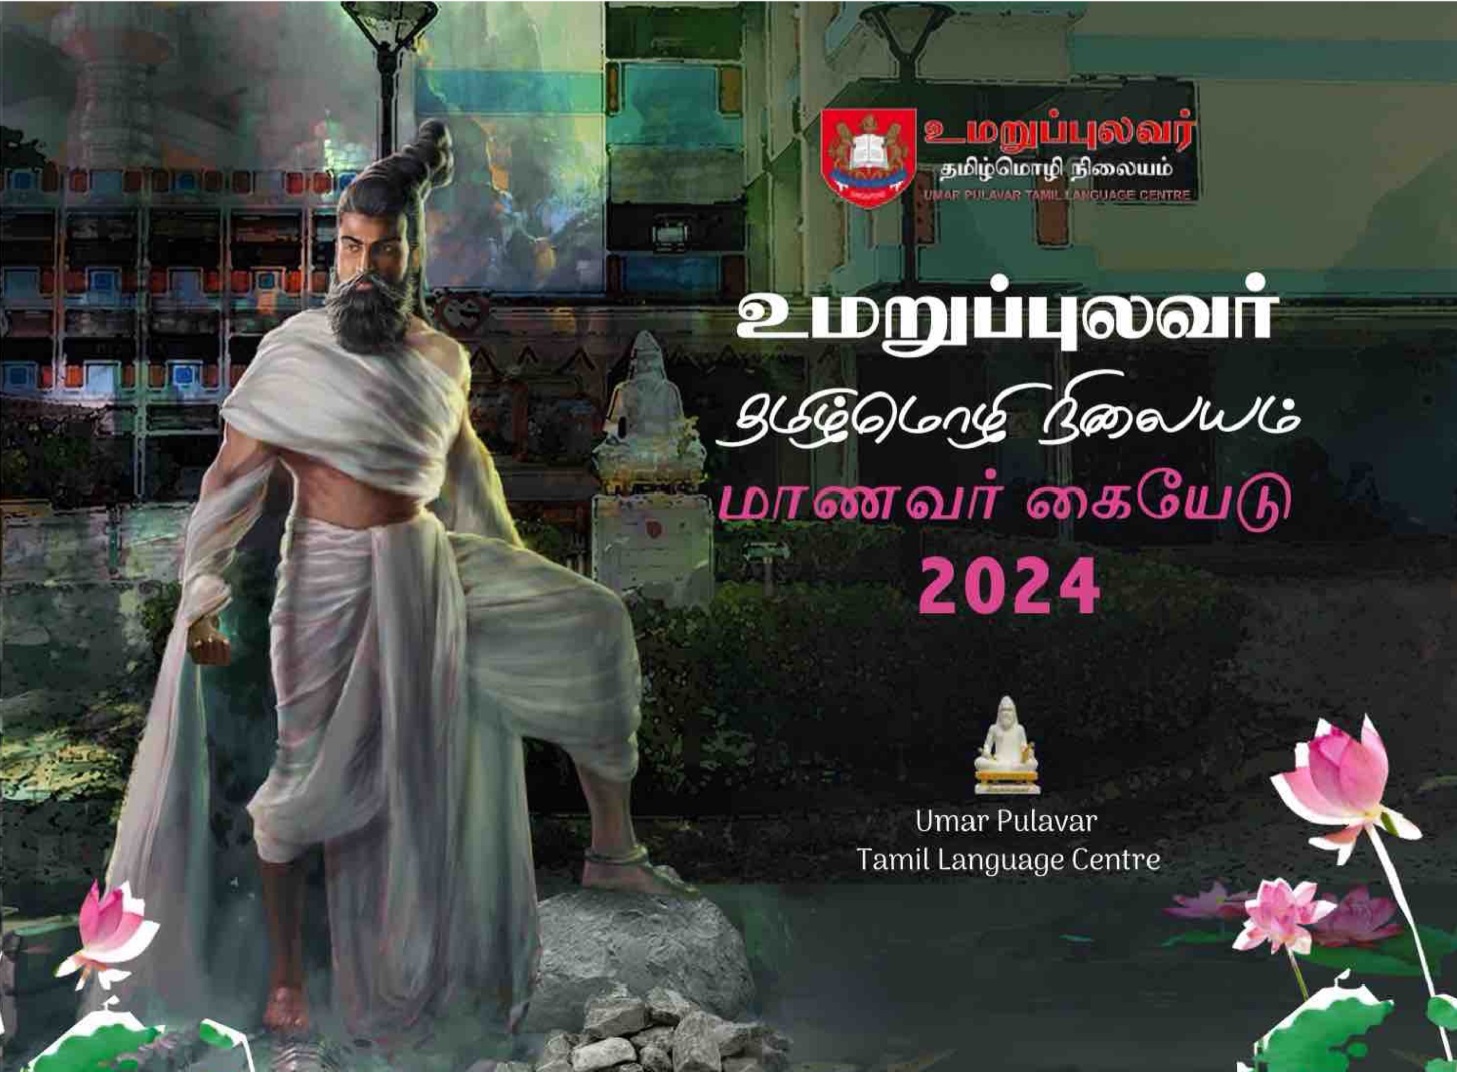 உமறுப்புலவர்
தமிழ்மொழி நிலையம்
UMAR PULAVAR TAMIL LANGUAGE CENTRE
உமறுப்புலவர்
தமிழ்மொழி நிலையம்
மாணவர் கையேடு
2024
Umar Pulavar
Tamil Language Centre